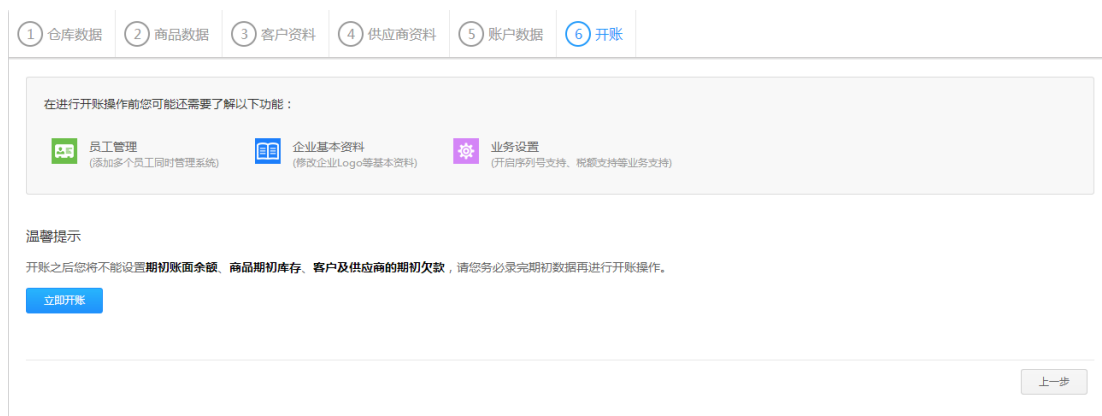 1 仓库数据 2 商品数据 3 客户资料 4 供应商资料 5 账户数据 6 开账
在进行开账操作前您可能还需要了解以下功能：
员工管理 企业基本资料 业务设置
(添加多个员工同时管理系统) (修改企业Logo等基本资料) (开启序列号支持、税额支持等业务支持)
温馨提示
开账之后您将不能设置期初账面余额、商品期初库存、客户及供应商的期初欠款，请您务必录完期初数据再进行开账操作。
立即开账
上一步